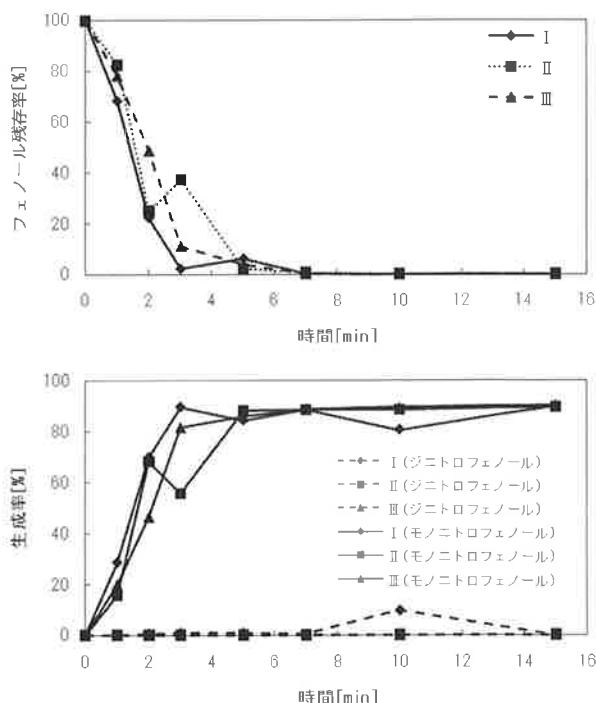 フェノール残存率[%]
100
80
60
40
20
0
Ⅰ
Ⅱ
Ⅲ
0 2 4 6 8 10 12 14 16
時間[min]
生成率[%]
100
80
60
40
20
0
Ⅰ(ジニトロフェノール)
Ⅱ(ジニトロフェノール)
Ⅲ(ジニトロフェノール)
Ⅰ(モノニトロフェノール)
Ⅱ(モノニトロフェノール)
Ⅲ(モノニトロフェノール)
0 2 4 6 8 10 12 14 16
時間[min]